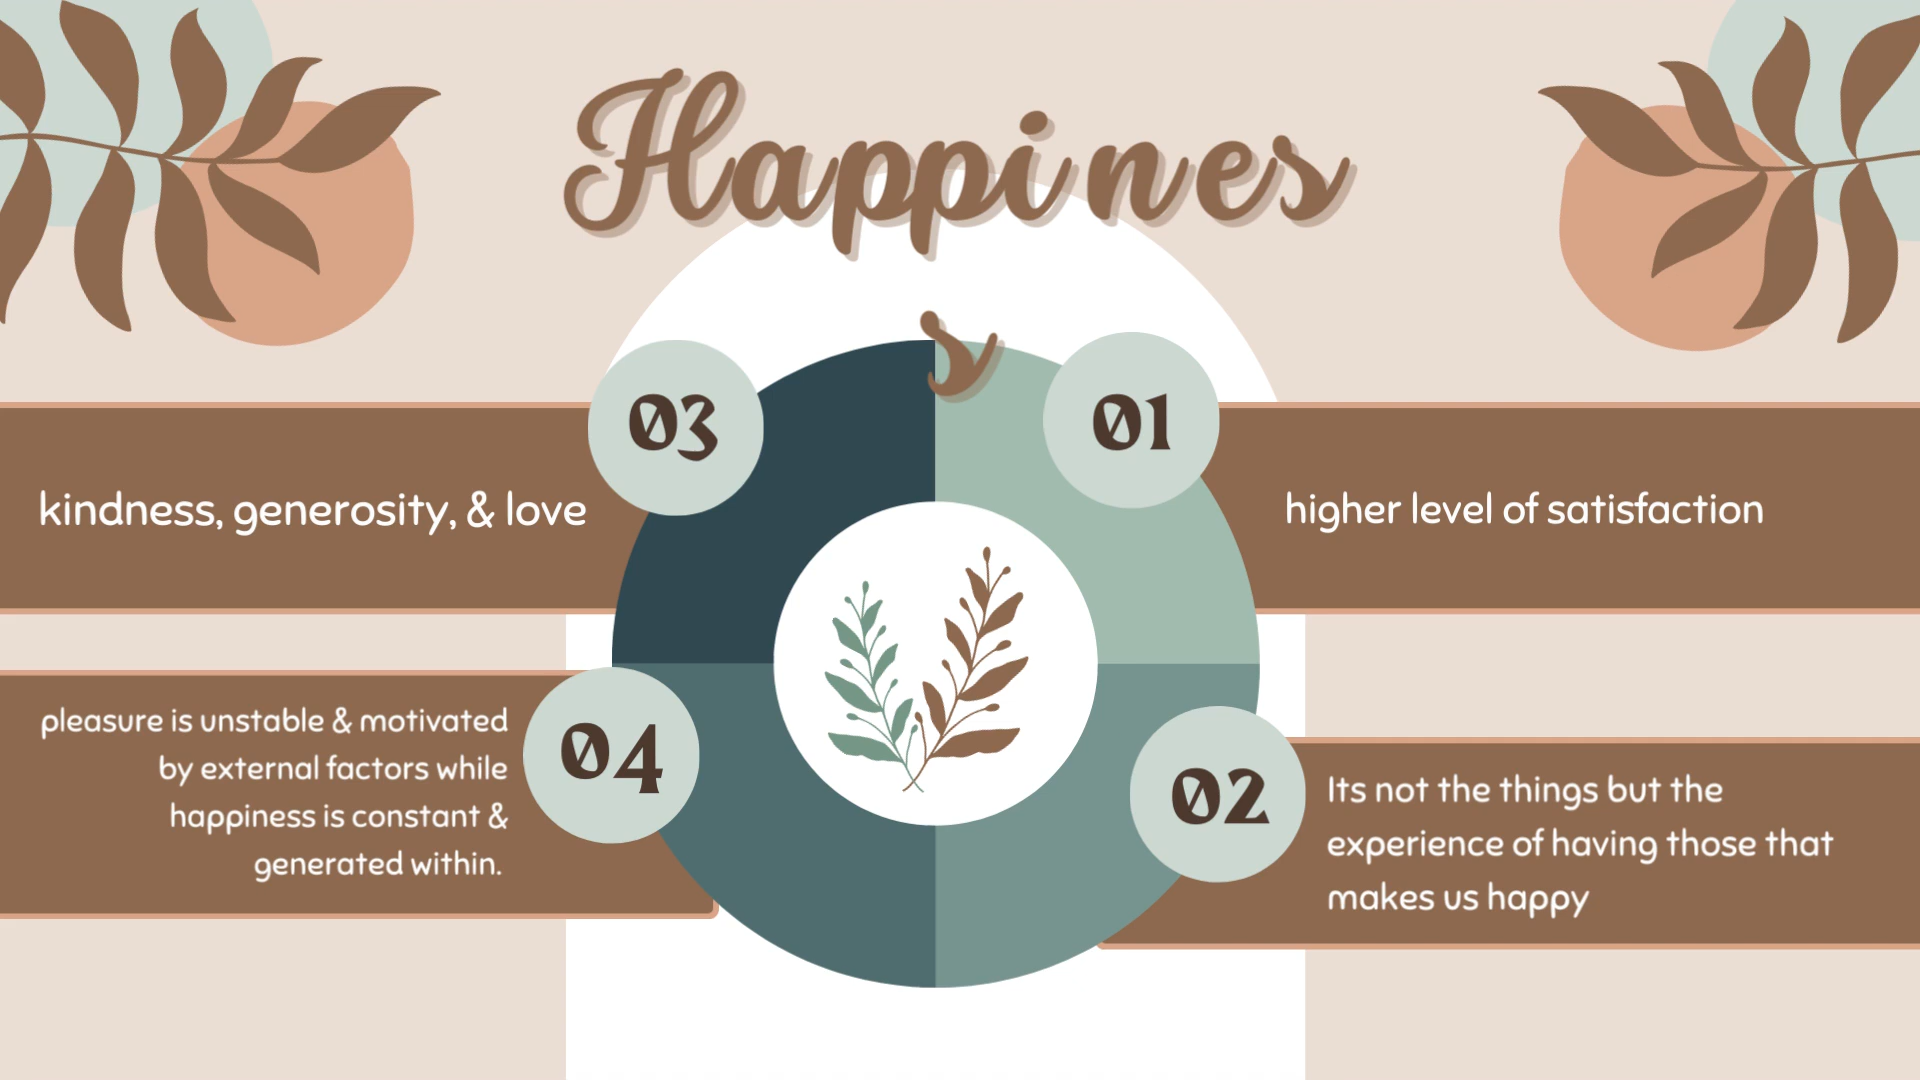 Happines
s
03
01
kindness, generosity, & love
higher level of satisfaction
04
pleasure is unstable & motivated
by external factors while
happiness is constant &
generated within.
02
Its not the things but the
experience of having those that
makes us happy